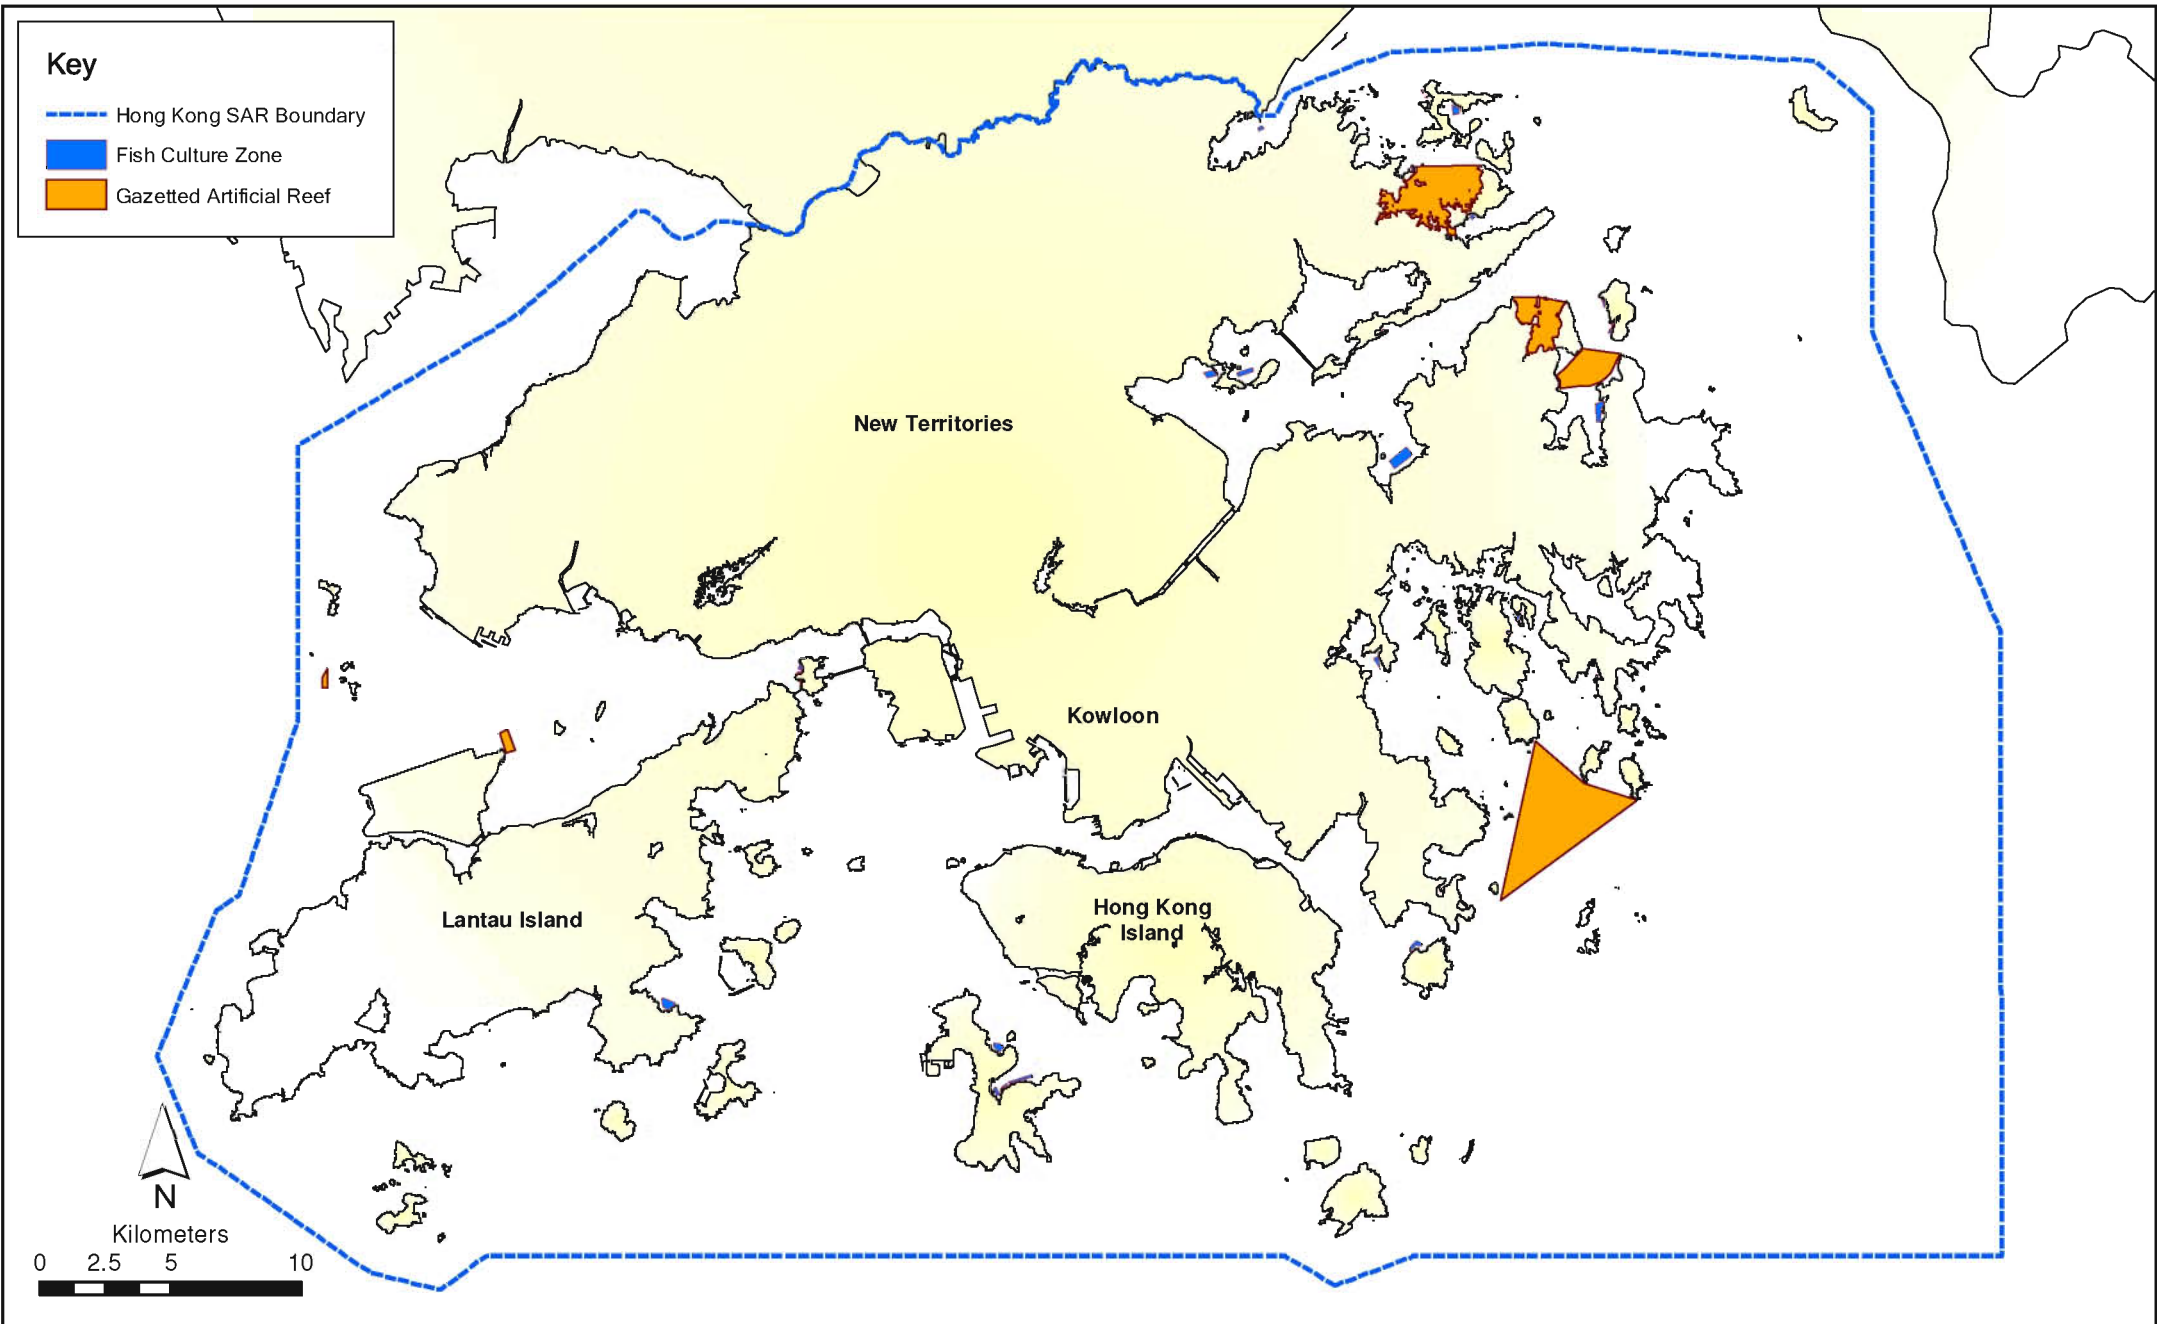 Key
Hong Kong SAR Boundary
Fish Culture Zone
Gazetted Artificial Reef
New Territories
Kowloon
Hong Kong
Island
Lantau Island
N
Kilometers
0 2.5 5 10